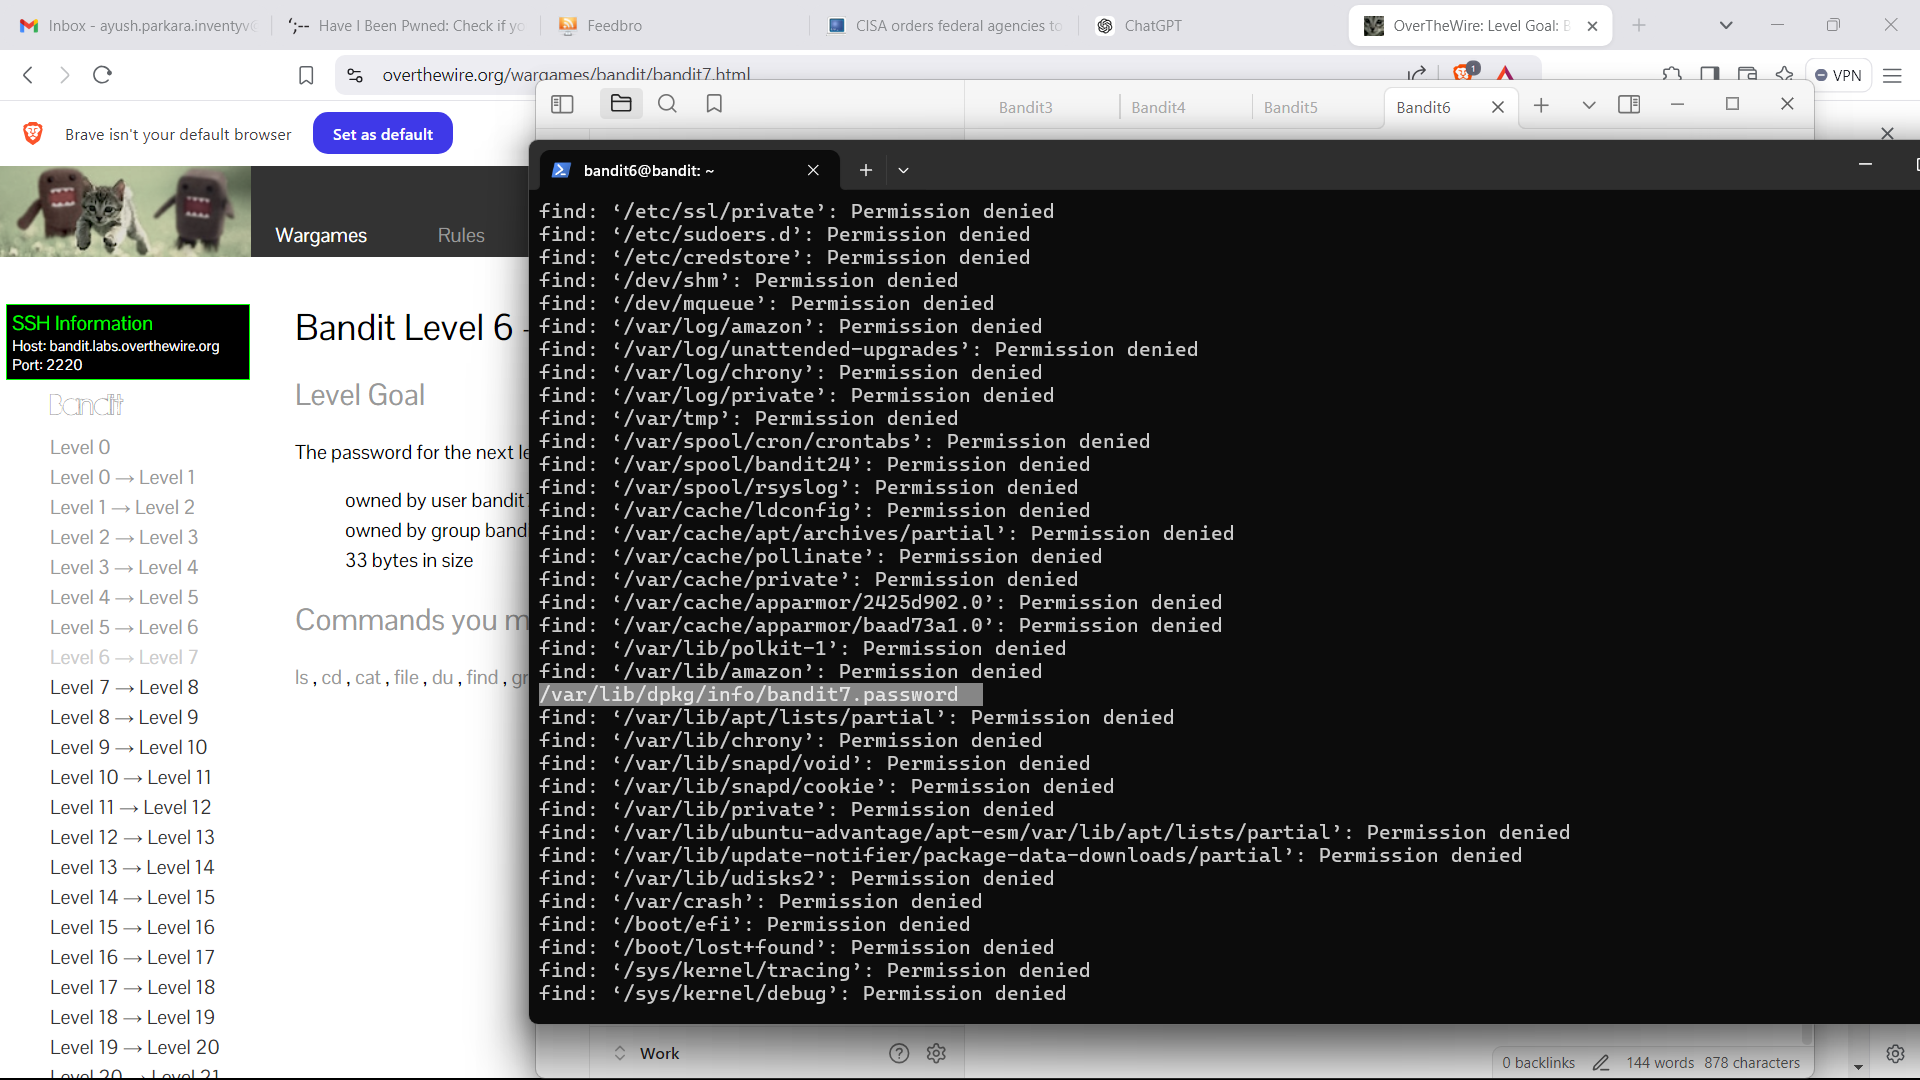 Inbox - ayush.parkara.inventyv@
Have I Been Pwned: Check if yo
Feedbro
CISA orders federal agencies to
ChatGPT
OverTheWire: Level Goal: B
overthewire.org/wargames/bandit/bandit7.html
1
VPN
Brave isn't your default browser
Set as default
Bandit3
Bandit4
Bandit5
Bandit6
bandit6@bandit: ~
Wargames
Rules
SSH Information
Host: bandit.labs.overthewire.org
Port: 2220
Bandit
Level 0
Level 0 → Level 1
Level 1 → Level 2
Level 2 → Level 3
Level 3 → Level 4
Level 4 → Level 5
Level 5 → Level 6
Level 6 → Level 7
Level 7 → Level 8
Level 8 → Level 9
Level 9 → Level 10
Level 10 → Level 11
Level 11 → Level 12
Level 12 → Level 13
Level 13 → Level 14
Level 14 → Level 15
Level 15 → Level 16
Level 16 → Level 17
Level 17 → Level 18
Level 18 → Level 19
Level 19 → Level 20
Level 20 → Level 21
Bandit Level 6 -
Level Goal
The password for the next le
owned by user bandit7
owned by group band
33 bytes in size
Commands you m
ls , cd , cat , file , du , find , gr
find: ‘/etc/ssl/private’: Permission denied
find: ‘/etc/sudoers.d’: Permission denied
find: ‘/etc/credstore’: Permission denied
find: ‘/dev/shm’: Permission denied
find: ‘/dev/mqueue’: Permission denied
find: ‘/var/log/amazon’: Permission denied
find: ‘/var/log/unattended-upgrades’: Permission denied
find: ‘/var/log/chrony’: Permission denied
find: ‘/var/log/private’: Permission denied
find: ‘/var/tmp’: Permission denied
find: ‘/var/spool/cron/crontabs’: Permission denied
find: ‘/var/spool/bandit24’: Permission denied
find: ‘/var/spool/rsyslog’: Permission denied
find: ‘/var/cache/ldconfig’: Permission denied
find: ‘/var/cache/apt/archives/partial’: Permission denied
find: ‘/var/cache/pollinate’: Permission denied
find: ‘/var/cache/private’: Permission denied
find: ‘/var/cache/apparmor/2425d902.0’: Permission denied
find: ‘/var/cache/apparmor/baad73a1.0’: Permission denied
find: ‘/var/lib/polkit-1’: Permission denied
find: ‘/var/lib/amazon’: Permission denied
/var/lib/dpkg/info/bandit7.password
find: ‘/var/lib/apt/lists/partial’: Permission denied
find: ‘/var/lib/chrony’: Permission denied
find: ‘/var/lib/snapd/void’: Permission denied
find: ‘/var/lib/snapd/cookie’: Permission denied
find: ‘/var/lib/private’: Permission denied
find: ‘/var/lib/ubuntu-advantage/apt-esm/var/lib/apt/lists/partial’: Permission denied
find: ‘/var/lib/update-notifier/package-data-downloads/partial’: Permission denied
find: ‘/var/lib/udisks2’: Permission denied
find: ‘/var/crash’: Permission denied
find: ‘/boot/efi’: Permission denied
find: ‘/boot/lost+found’: Permission denied
find: ‘/sys/kernel/tracing’: Permission denied
find: ‘/sys/kernel/debug’: Permission denied
Work
0 backlinks
144 words
878 characters